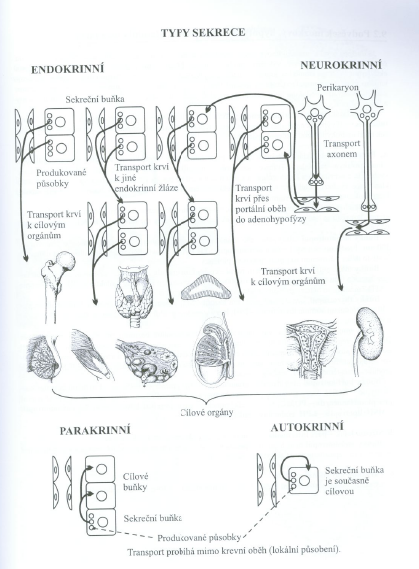 TYPY SEKRECE
ENDOKRINNÍ
NEUROKRINNÍ
Sekreční buňka
Perikaryon
Transport
axonem
Produkované
působky
Transport krví
k jiné
endokrinní žláze
Transport
krví přes
portální oběh
do adenohypofýzy
Transport krví
k cílovým
orgánům
Transport krví
k cílovým orgánům
Cílové orgány
PARAKRINNÍ
AUTOKRINNÍ
Cílové
buňky
Sekreční buňka
Sekreční buňka
je současně
cílovou
Produkované působky
Transport probíhá mimo krevní oběh (lokální působení).